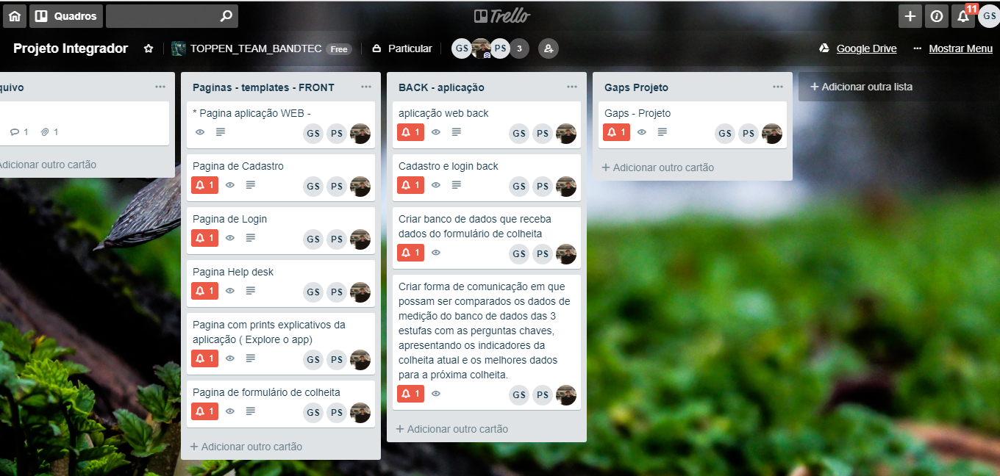 Quadros
Trello
11
GS
Projeto Integrador
TOPPEN_TEAM_BANDTEC Free
Particular
GS PS 3
Google Drive
... Mostrar Menu
quivo
1 1
Adicionar outro cartão
Paginas - templates - FRONT
* Pagina aplicação WEB -
GS PS
Pagina de Cadastro
1 GS PS
Pagina de Login
1 GS PS
Pagina Help desk
1 GS PS
Pagina com prints explicativos da
aplicação ( Explore o app)
1 GS PS
Pagina de formulário de colheita
1 GS PS
+ Adicionar outro cartão
BACK - aplicação
aplicação web back
1 GS PS
Cadastro e login back
1 GS PS
Criar banco de dados que receba
dados do formulário de colheita
1 GS PS
Criar forma de comunicação em que
possam ser comparados os dados de
medição do banco de dados das 3
estufas com as perguntas chaves,
apresentando os indicadores da
colheita atual e os melhores dados
para a próxima colheita.
1 GS PS
+ Adicionar outro cartão
Gaps Projeto
Gaps - Projeto
1 GS PS
+ Adicionar outro cartão
+ Adicionar outra lista